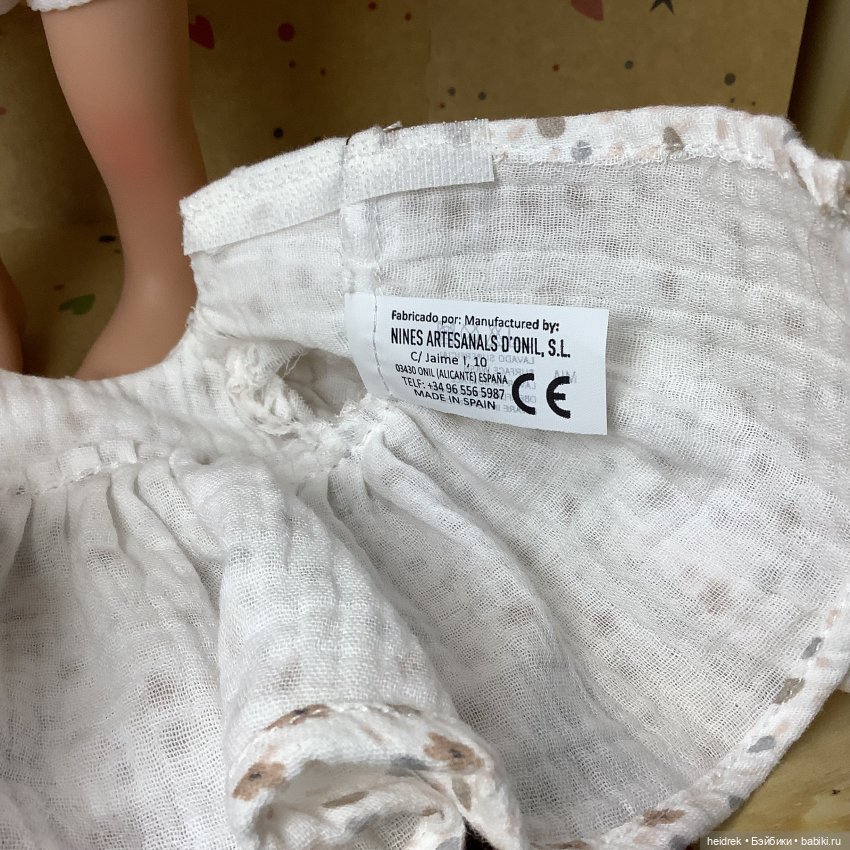 Fabricado por: Manufactured by:
NINES ARTESANALS D'ONIL, S.L.
C/ Jaime I, 10
03430 ONIL (ALICANTE) ESPAÑA
TELF: +34 96 556 5987
MADE IN SPAIN
CE
heidrek • Бэйбики • babiki.ru